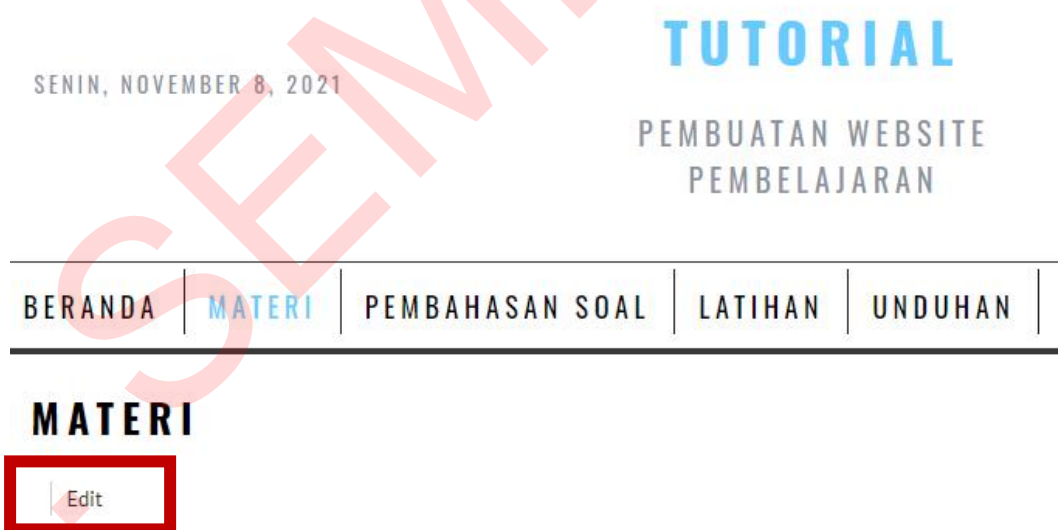 TUTORIAL
SENIN, NOVEMBER 8, 2021
PEMBUATAN WEBSITE
PEMBELAJARAN
BERANDA MATERI PEMBAHASAN SOAL LATIHAN UNDUHAN
MATERI
Edit